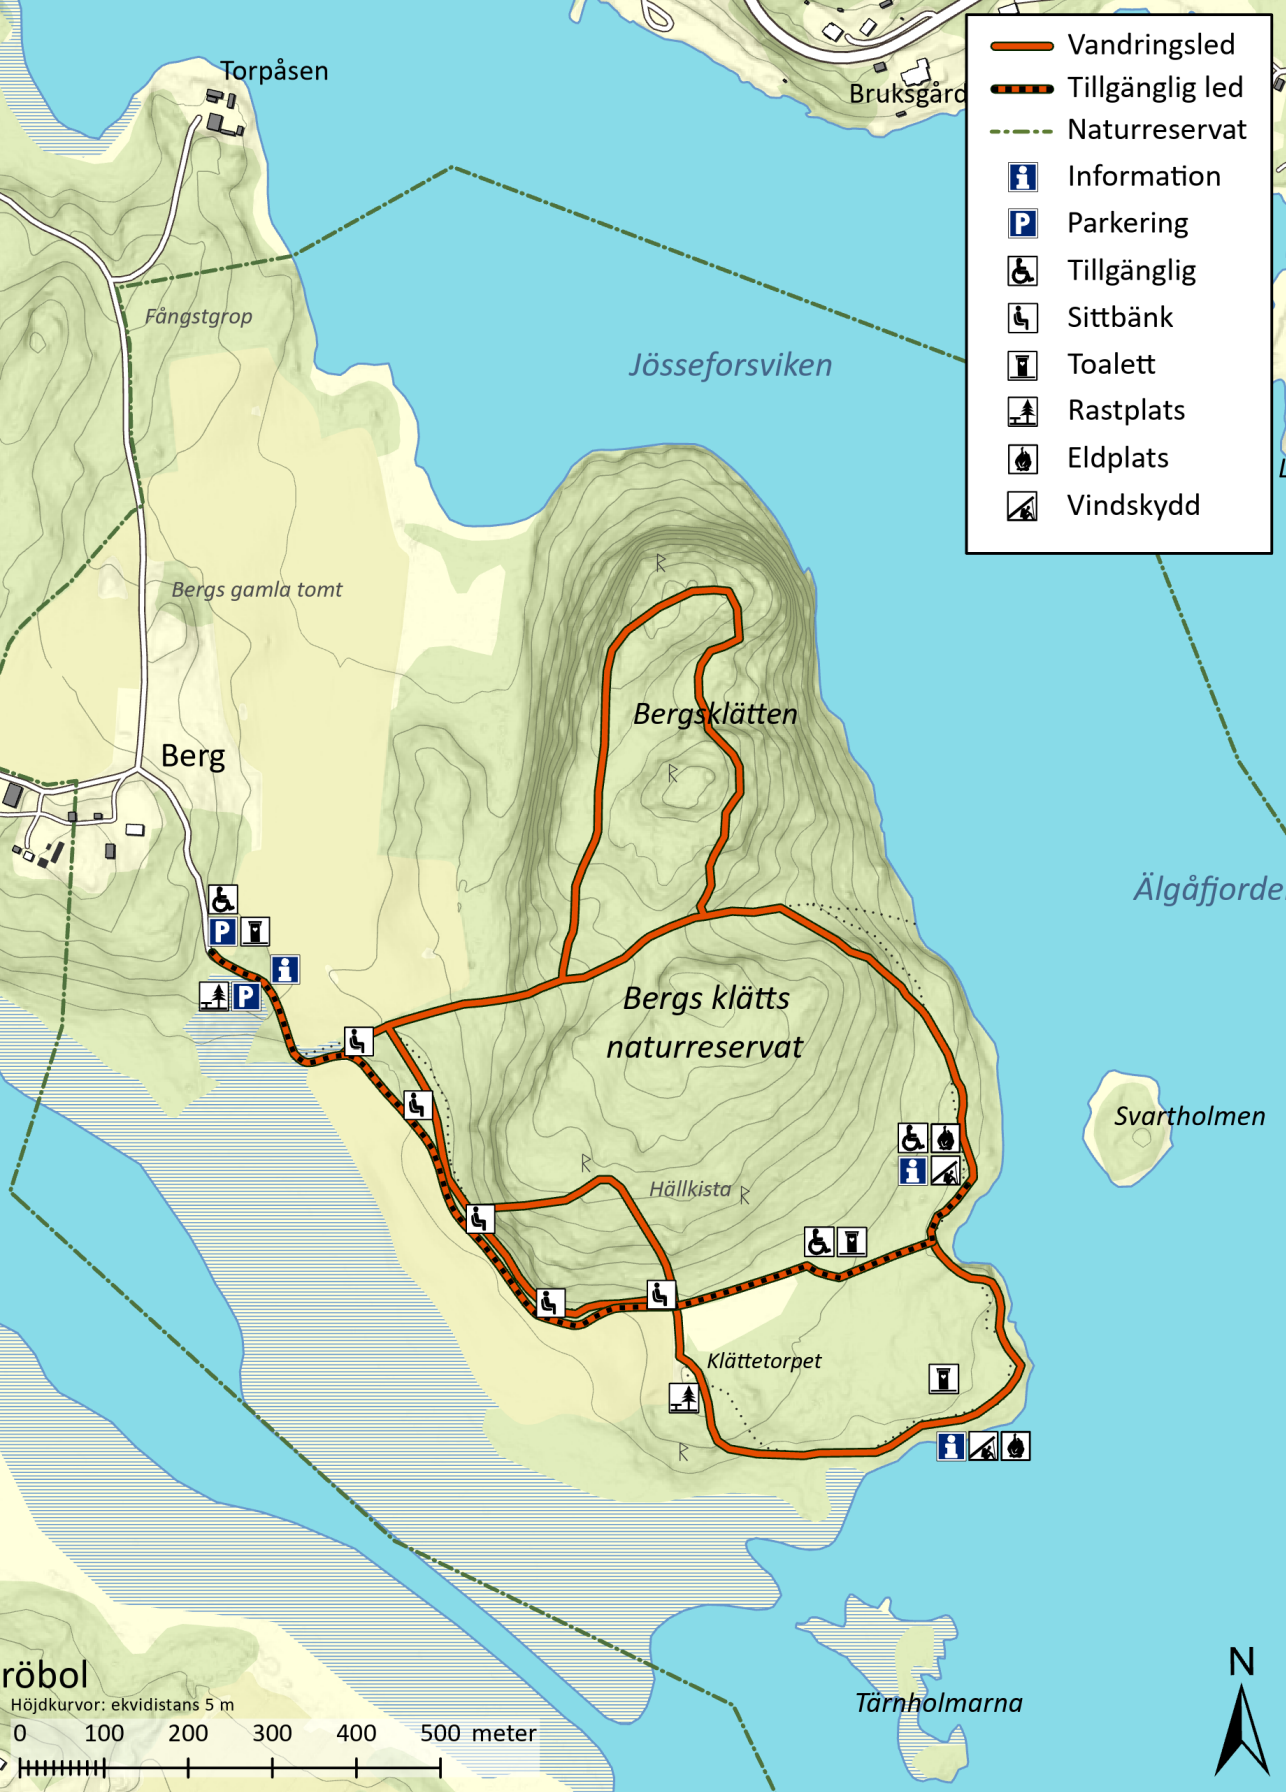 Torpåsen
Bruksgård
Vandringsled
Tillgänglig led
Naturreservat
Information
Parkering
Tillgänglig
Sittbänk
Toalett
Rastplats
Eldplats
Vindskydd
Fångstgrop
Jösseforsviken
L
Bergs gamla tomt
Bergsklätten
Berg
Älgåfjorde
P
P
Bergs klätts
naturreservat
Svartholmen
Hällkista
Klättetorpet
Tärnholmarna
röbol
Höjdkurvor: ekvidistans 5 m
0 100 200 300 400 500 meter
N